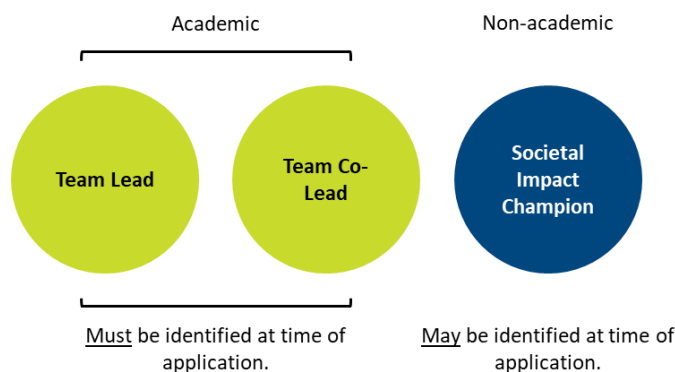 Academic
Non-academic
Team Lead
Team Co-
Lead
Societal
Impact
Champion
Must be identified at time of
application.
May be identified at time of
application.